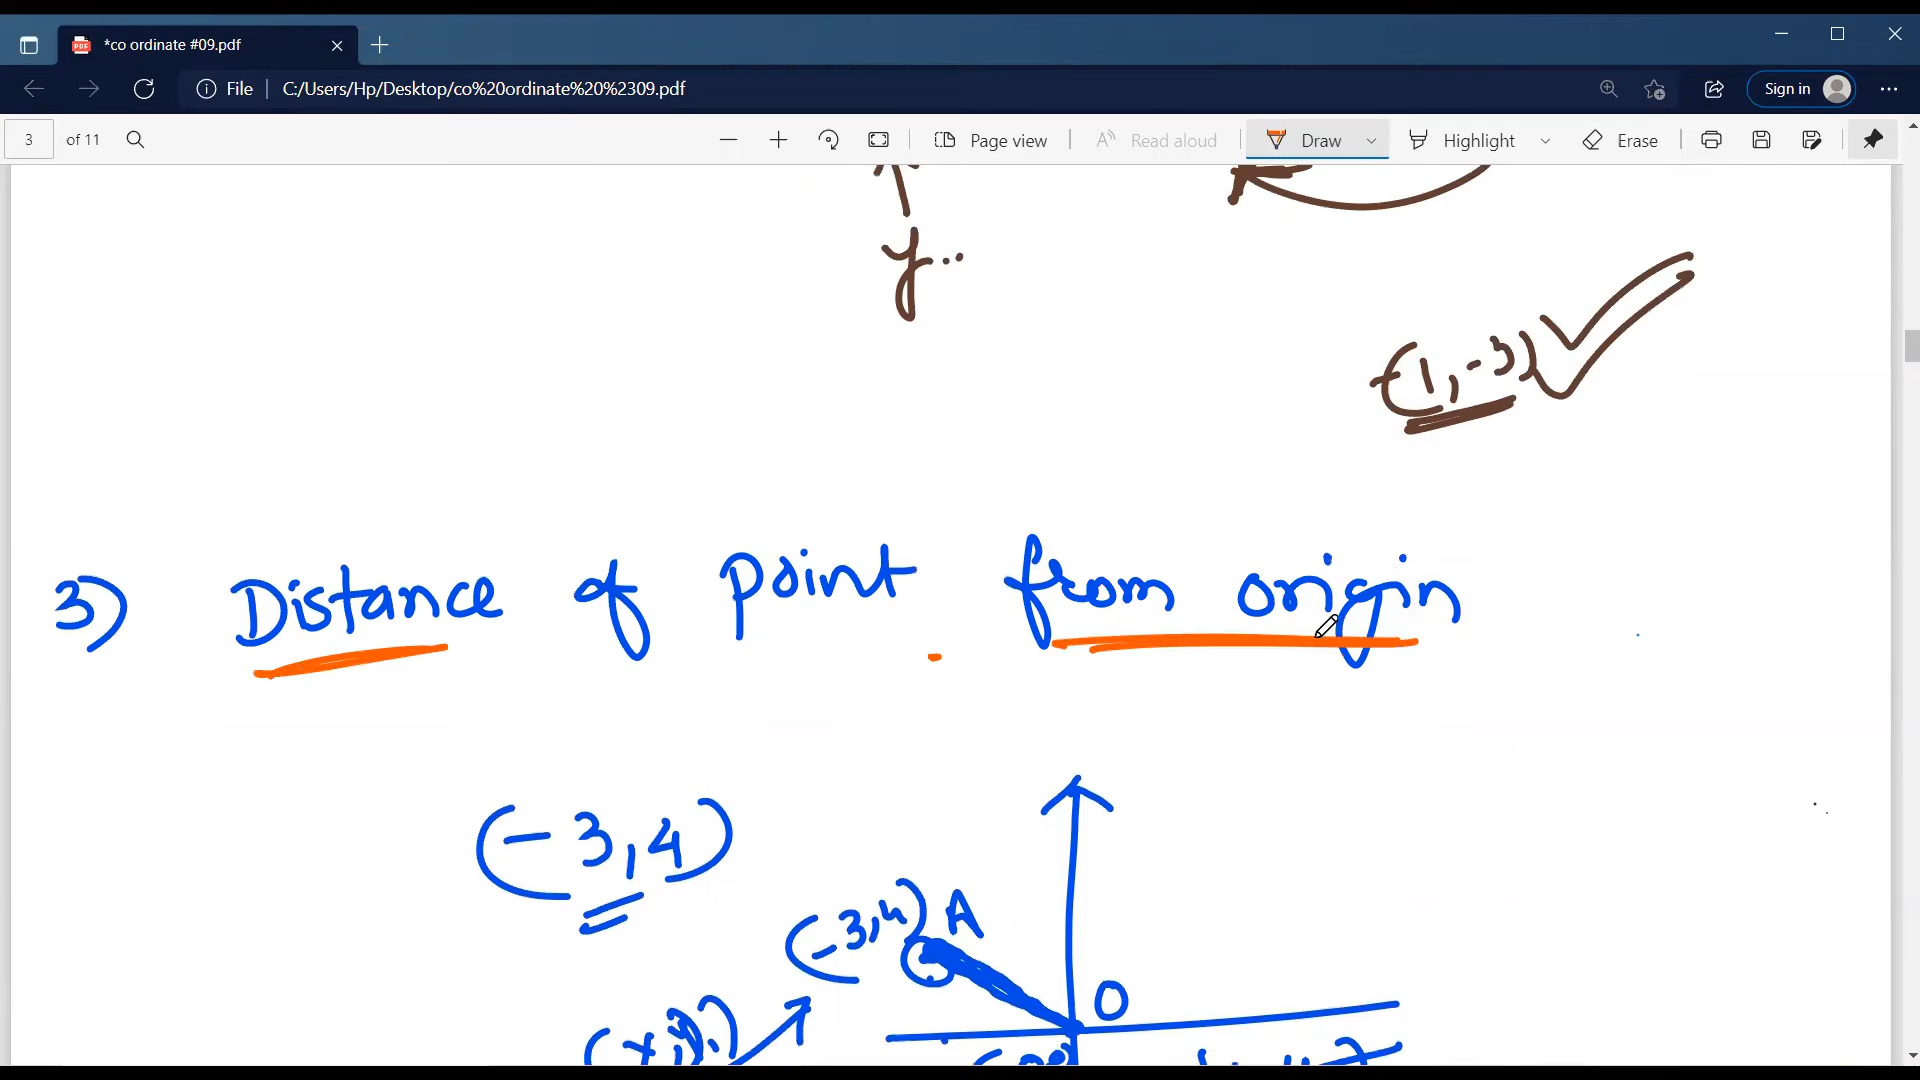 *co ordinate #09.pdf
File | C:/Users/Hp/Desktop/co%20ordinate%20%2309.pdf
Sign in
3 of 11
Page view
Read aloud
Draw
Highlight
Erase
y..
(1,-3)
3) Distance of point from origin
(-3,4)
(-3,4) A
O